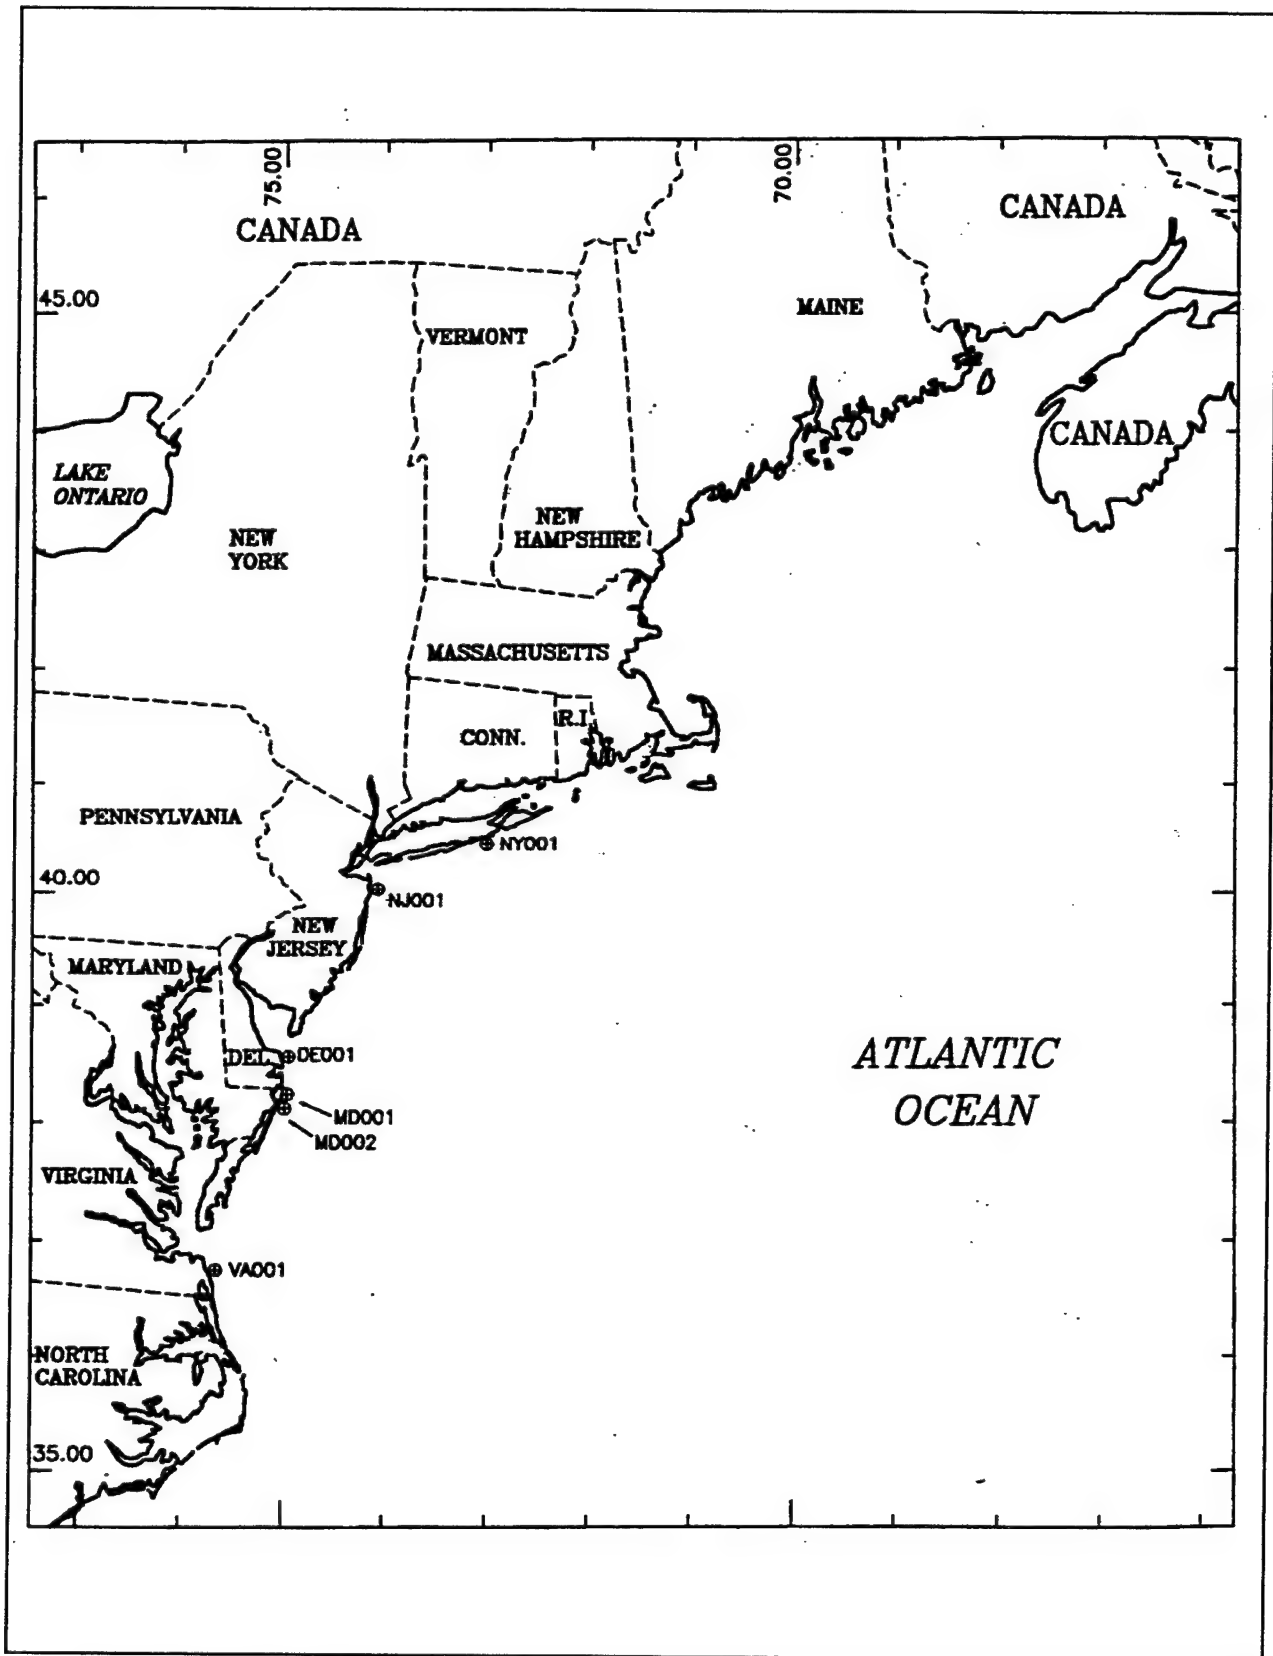 75.00
70.00
CANADA
CANADA
45.00
MAINE
VERMONT
CANADA
LAKE
ONTARIO
NEW
YORK
NEW
HAMPSHIRE
MASSACHUSETTS
R.I.
CONN.
PENNSYLVANIA
NY001
40.00
NJ001
NEW
JERSEY
MARYLAND
DEL.
DE001
ATLANTIC
OCEAN
MD001
MD002
VIRGINIA
VA001
NORTH
CAROLINA
35.00